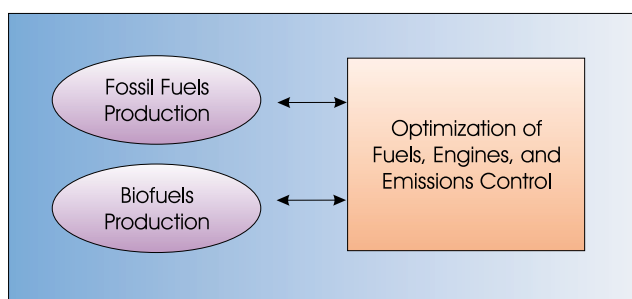 Fossil Fuels
Production
Biofuels
Production
Optimization of
Fuels, Engines, and
Emissions Control